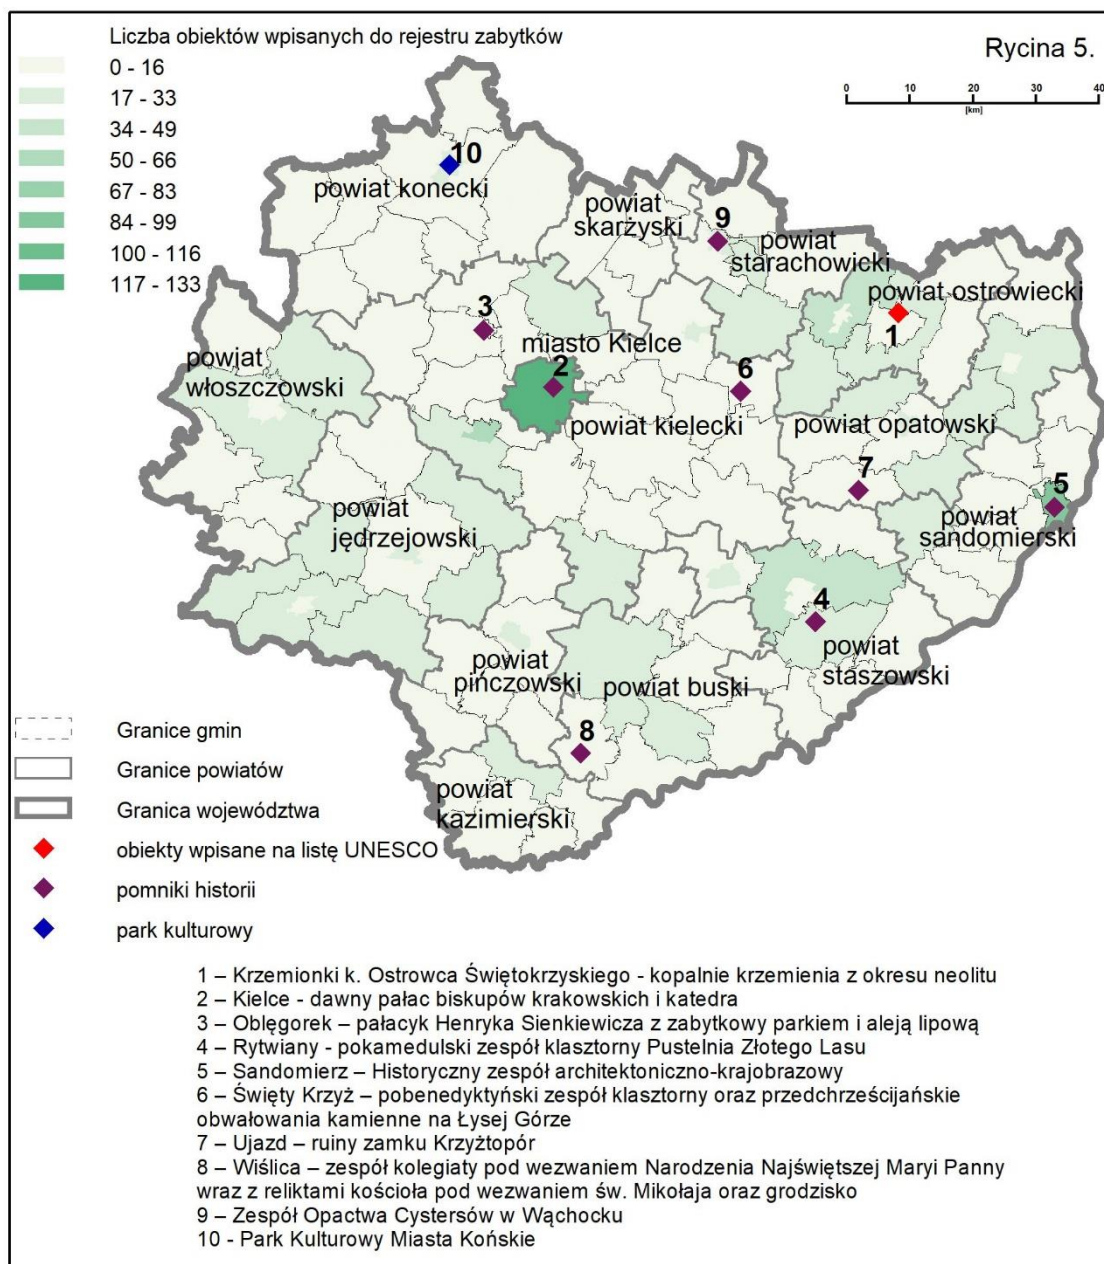 Liczba obiektów wpisanych do rejestru zabytków
0 - 16
17 - 33
34 - 49
50 - 66
67 - 83
84 - 99
100 - 116
117 - 133
Rycina 5.
0 10 20 30 40
[km]
10
powiat konecki
powiat
skarżyski
9
powiat
starachowicki
powiat ostrowiecki
1
3
miasto Kielce
2
powiat
włoszczowski
6
powiat kielecki
powiat opatowski
7
5
powiat
sandomierski
powiat
jędrzejowski
4
powiat
staszowski
powiat
pińczowski
powiat buski
8
powiat
kazimierski
Granice gmin
Granice powiatów
Granica województwa
obiekty wpisane na listę UNESCO
pomniki historii
park kulturowy
1 – Krzemionki k. Ostrowca Świętokrzyskiego - kopalnie krzemienia z okresu neolitu
2 – Kielce - dawny pałac biskupów krakowskich i katedra
3 – Oblęgorek – pałacyk Henryka Sienkiewicza z zabytkowy parkiem i aleją lipową
4 – Rytwiany - pokamedulski zespół klasztorny Pustelnia Złotego Lasu
5 – Sandomierz – Historyczny zespół architektoniczno-krajobrazowy
6 – Święty Krzyż – pobenedyktyński zespół klasztorny oraz przedchrześcijańskie
obwałowania kamienne na Łysej Górze
7 – Ujazd – ruiny zamku Krzyżtopór
8 – Wiślica – zespół kolegiaty pod wezwaniem Narodzenia Najświętszej Maryi Panny
wraz z reliktami kościoła pod wezwaniem św. Mikołaja oraz grodzisko
9 – Zespół Opactwa Cystersów w Wąchocku
10 - Park Kulturowy Miasta Końskie